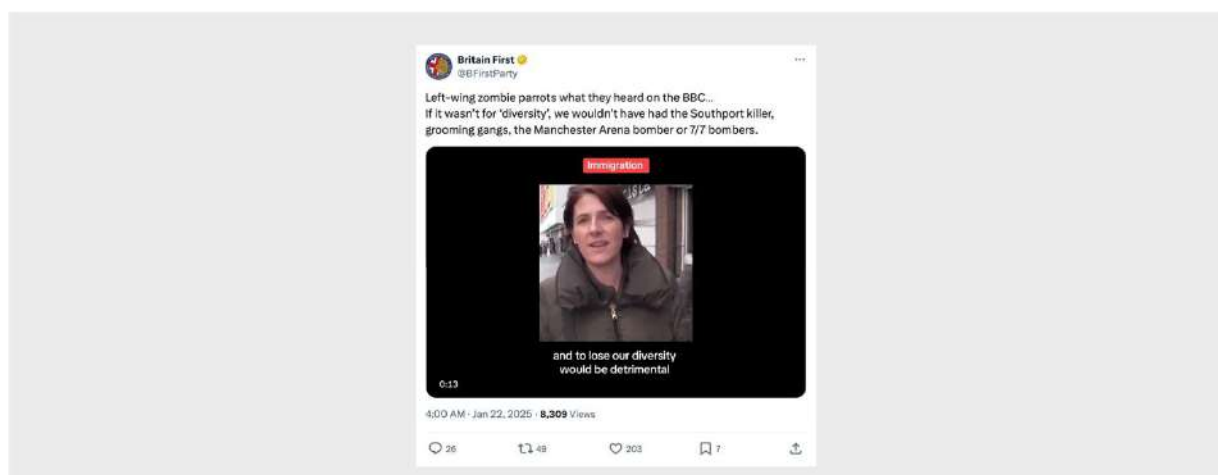 Britain First
@BFirstParty
Left-wing zombie parrots what they heard on the BBC...
If it wasn't for 'diversity', we wouldn't have had the Southport killer,
grooming gangs, the Manchester Arena bomber or 7/7 bombers.
Immigration
and to lose our diversity
would be detrimental
0:13
4:00 AM · Jan 22, 2025 · 8,309 Views
26 49 203 7